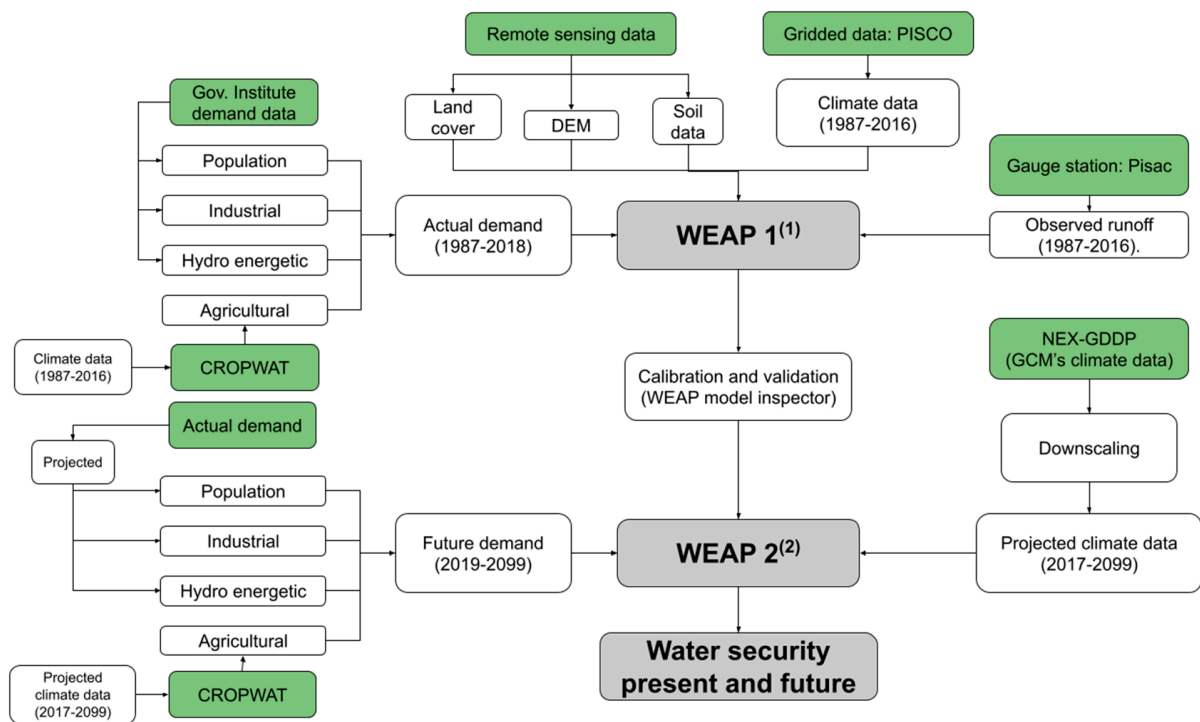 Remote sensing data
Gridded data: PISCO
Gov. Institute
demand data
Land
cover
DEM
Soil
data
Climate data
(1987-2016)
Population
Industrial
Hydro energetic
Agricultural
Actual demand
(1987-2018)
WEAP 1(1)
Gauge station: Pisac
Observed runoff
(1987-2016).
Climate data
(1987-2016)
CROPWAT
Calibration and validation
(WEAP model inspector)
NEX-GDDP
(GCM's climate data)
Actual demand
Projected
Downscaling
Population
Industrial
Hydro energetic
Agricultural
Future demand
(2019-2099)
WEAP 2(2)
Projected climate data
(2017-2099)
Projected
climate data
(2017-2099)
CROPWAT
Water security
present and future